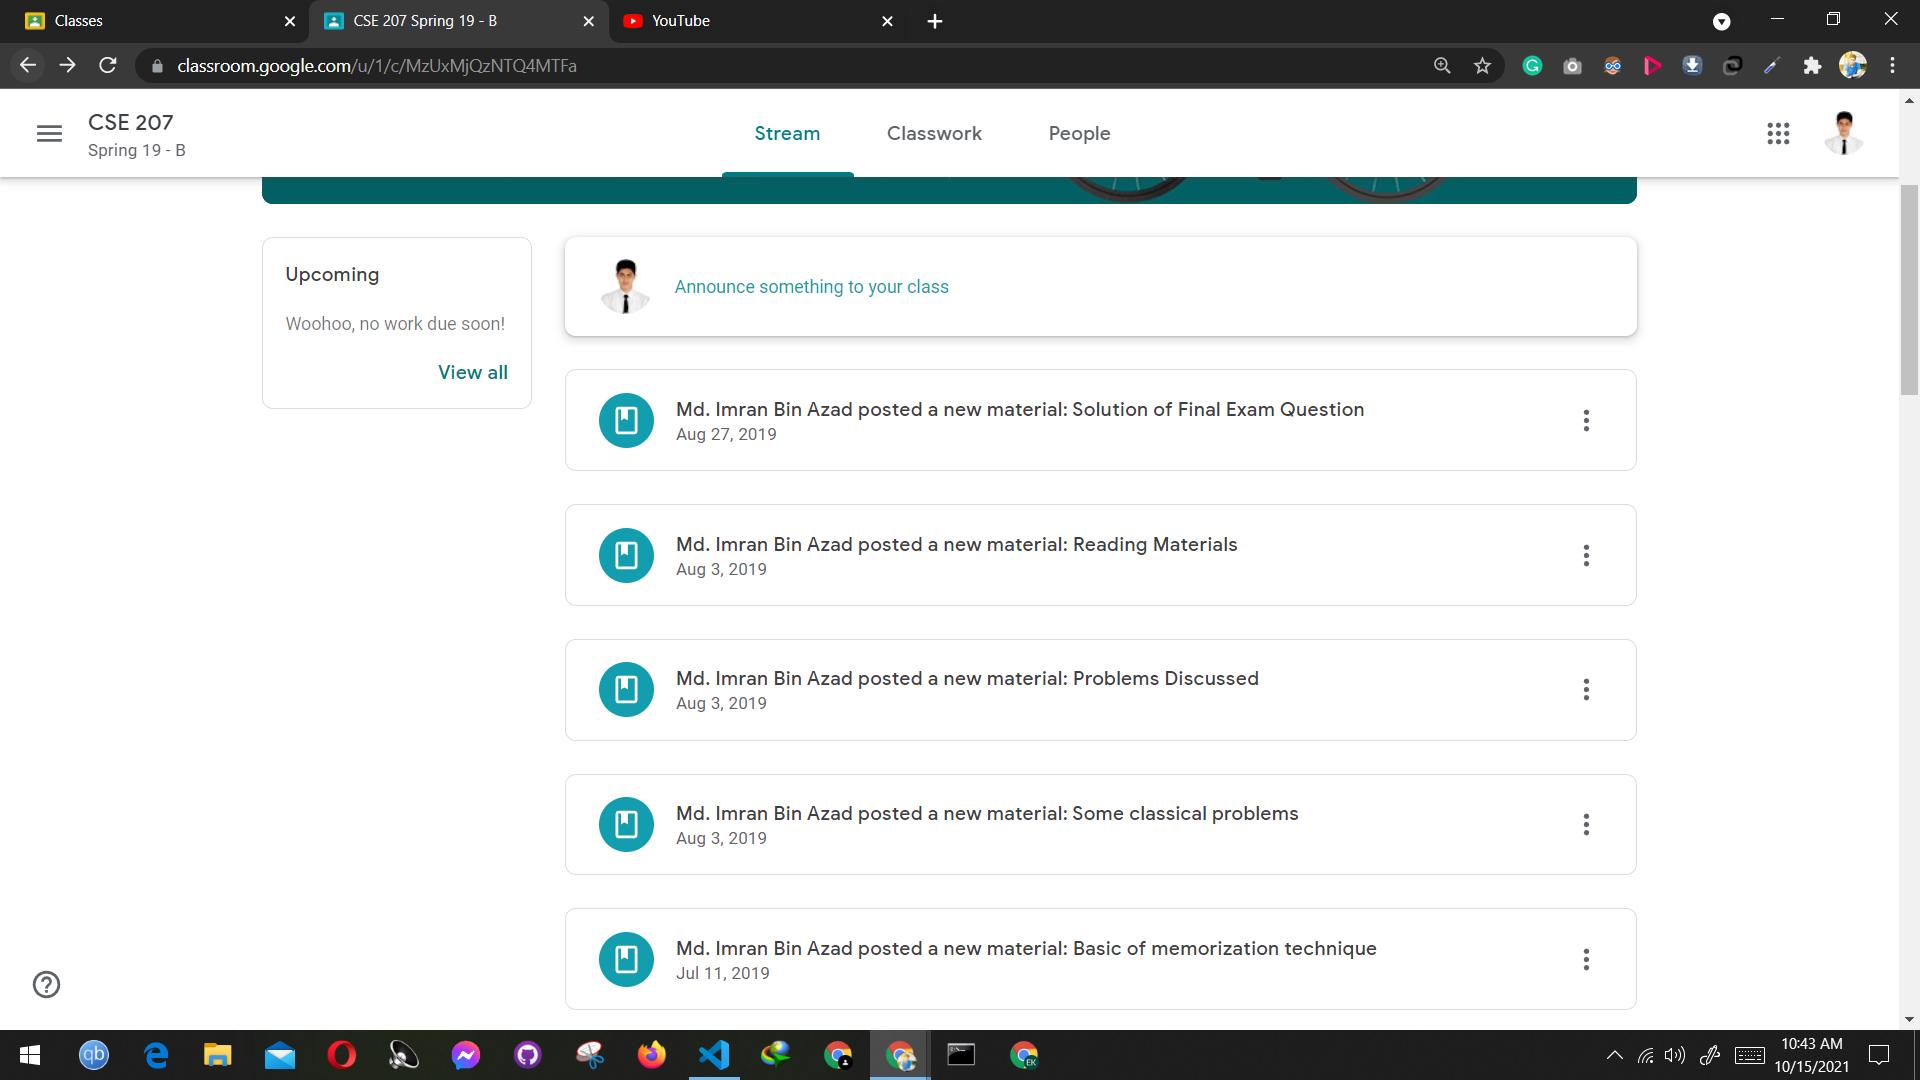 Classes
CSE 207 Spring 19 - B
YouTube
classroom.google.com/u/1/c/MzUxMjQzNTQ4MTFa
CSE 207
Spring 19 - B
Stream
Classwork
People
Upcoming
Woohoo, no work due soon!
View all
Announce something to your class
Md. Imran Bin Azad posted a new material: Solution of Final Exam Question
Aug 27, 2019
Md. Imran Bin Azad posted a new material: Reading Materials
Aug 3, 2019
Md. Imran Bin Azad posted a new material: Problems Discussed
Aug 3, 2019
Md. Imran Bin Azad posted a new material: Some classical problems
Aug 3, 2019
Md. Imran Bin Azad posted a new material: Basic of memorization technique
Jul 11, 2019
qb
EK
10:43 AM
10/15/2021